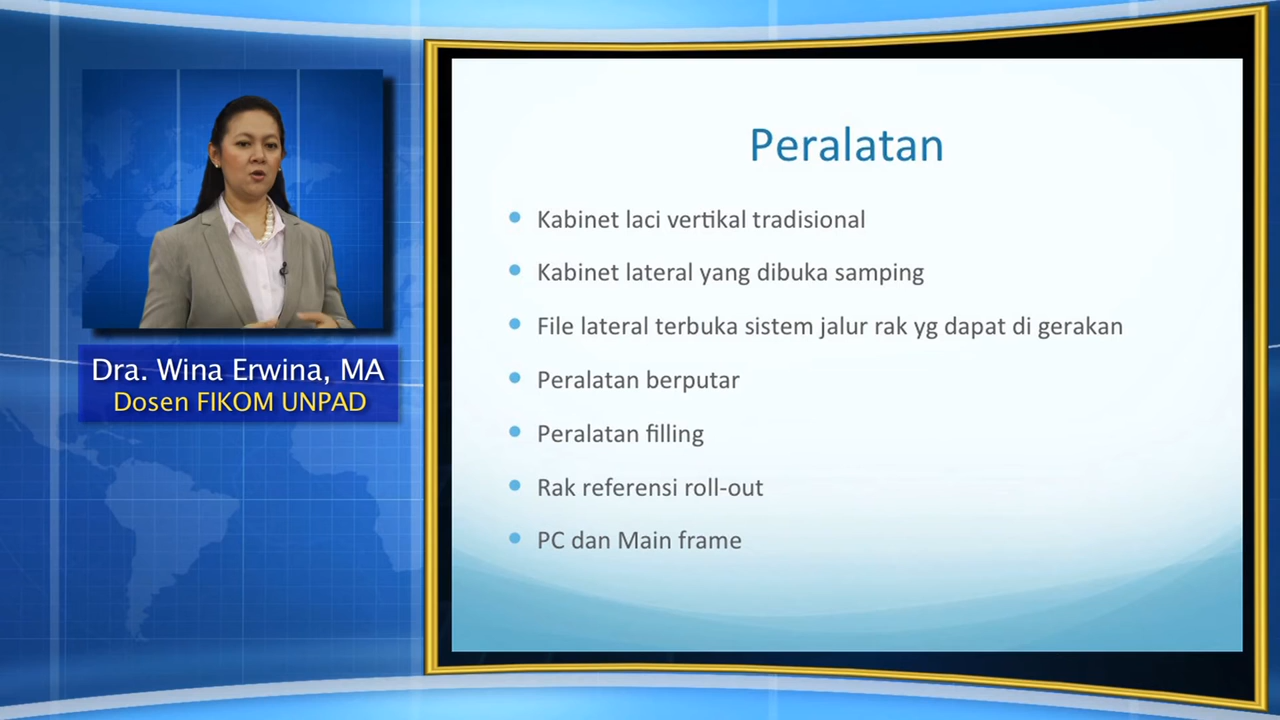 Dra. Wina Erwina, MA
Dosen FIKOM UNPAD
Peralatan
Kabinet laci vertikal tradisional
Kabinet lateral yang dibuka samping
File lateral terbuka sistem jalur rak yg dapat di gerakan
Peralatan berputar
Peralatan filling
Rak referensi roll-out
PC dan Main frame